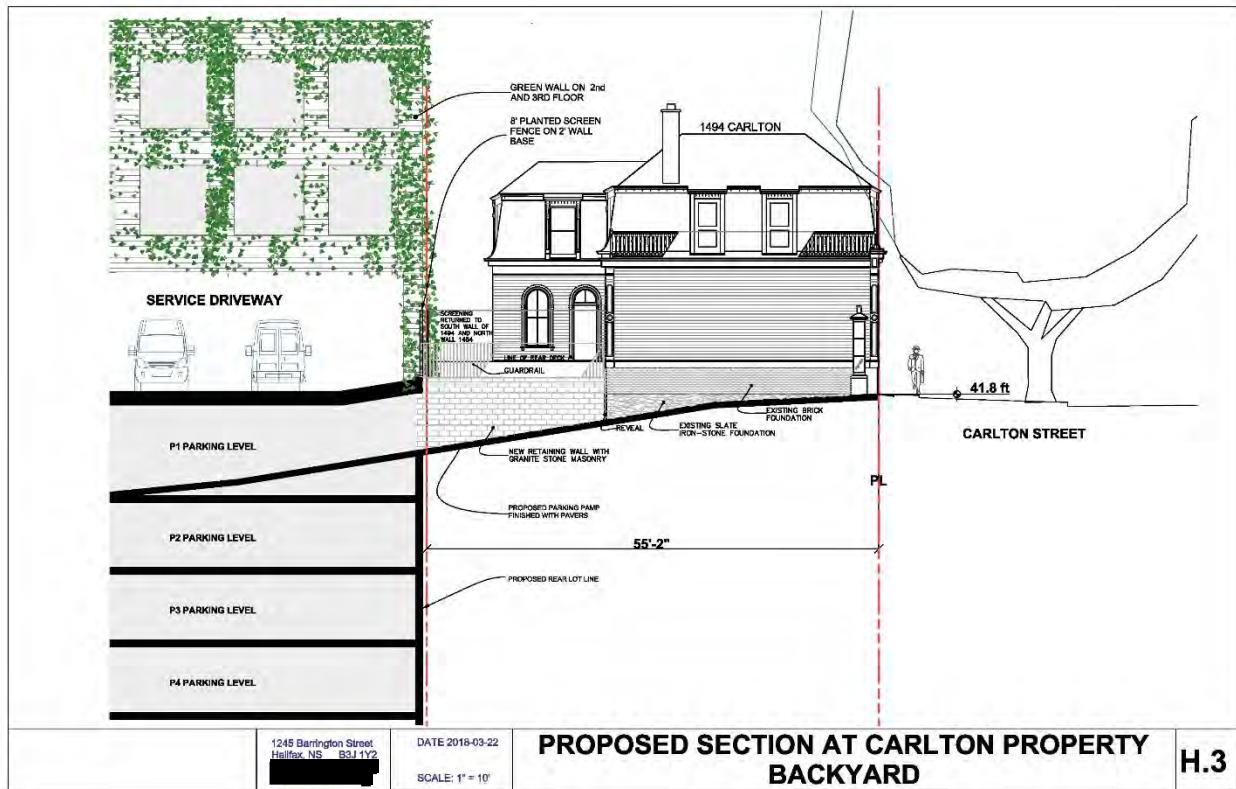 GREEN WALL ON 2nd
AND 3RD FLOOR
8' PLANTED SCREEN
FENCE ON 2' WALL
BASE
1494 CARLTON
SERVICE DRIVEWAY
SCREENING
RETURNED TO
SOUTH WALL OF
1494 AND NORTH
WALL 1484
LINE OF REAR DECK
GUARDRAIL
41.8 ft
EXISTING BRICK
FOUNDATION
REVEAL
EXISTING SLATE
IRON-STONE FOUNDATION
CARLTON STREET
P1 PARKING LEVEL
NEW RETAINING WALL WITH
GRANITE STONE MASONRY
PL
PROPOSED PARKING PAMP
FINISHED WITH PAVERS
P2 PARKING LEVEL
55'-2"
PROPOSED REAR LOT LINE
P3 PARKING LEVEL
P4 PARKING LEVEL
1245 Barrington Street
Halifax, NS B3J 1Y2
DATE 2018-03-22
SCALE: 1" = 10'
PROPOSED SECTION AT CARLTON PROPERTY
BACKYARD
H.3